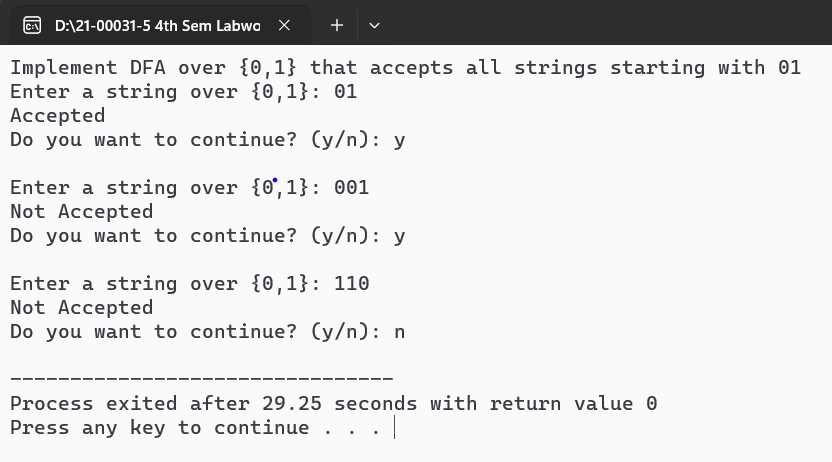 D:\21-00031-5 4th Sem Labwo
Implement DFA over {0,1} that accepts all strings starting with 01
Enter a string over {0,1}: 01
Accepted
Do you want to continue? (y/n): y
Enter a string over {0,1}: 001
Not Accepted
Do you want to continue? (y/n): y
Enter a string over {0,1}: 110
Not Accepted
Do you want to continue? (y/n): n
--------------------------------
Process exited after 29.25 seconds with return value 0
Press any key to continue . . .